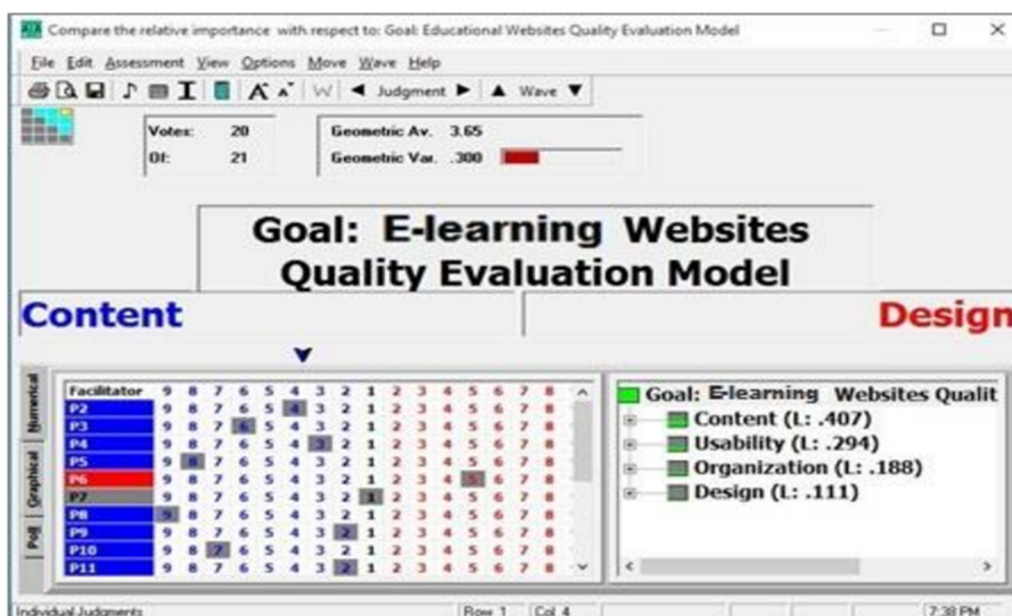 Compare the relative importance with respect to: Goal: Educational Websites Quality Evaluation Model
File Edit Assessment View Options Move Wave Help
Judgment Wave
Votes: 20
Of: 21
Geometric Av. 3.65
Geometric Var. .300
Goal: E-learning Websites
Quality Evaluation Model
Content Design
Numerical
Graphical
Poll
Facilitator 9 8 7 6 5 4 3 2 1 2 3 4 5 6 7 8
P2 9 8 7 6 5 4 3 2 1 2 3 4 5 6 7 8
P3 9 8 7 6 5 4 3 2 1 2 3 4 5 6 7 8
P4 9 8 7 6 5 4 3 2 1 2 3 4 5 6 7 8
P5 9 8 7 6 5 4 3 2 1 2 3 4 5 6 7 8
P6 9 8 7 6 5 4 3 2 1 2 3 4 5 6 7 8
P7 9 8 7 6 5 4 3 2 1 2 3 4 5 6 7 8
P8 9 8 7 6 5 4 3 2 1 2 3 4 5 6 7 8
P9 9 8 7 6 5 4 3 2 1 2 3 4 5 6 7 8
P10 9 8 7 6 5 4 3 2 1 2 3 4 5 6 7 8
P11 9 8 7 6 5 4 3 2 1 2 3 4 5 6 7 8
Goal: E-learning Websites Qualit
Content (L: .407)
Usability (L: .294)
Organization (L: .188)
Design (L: .111)
Individual Judgments Row 1 Col 4 7:38 PM